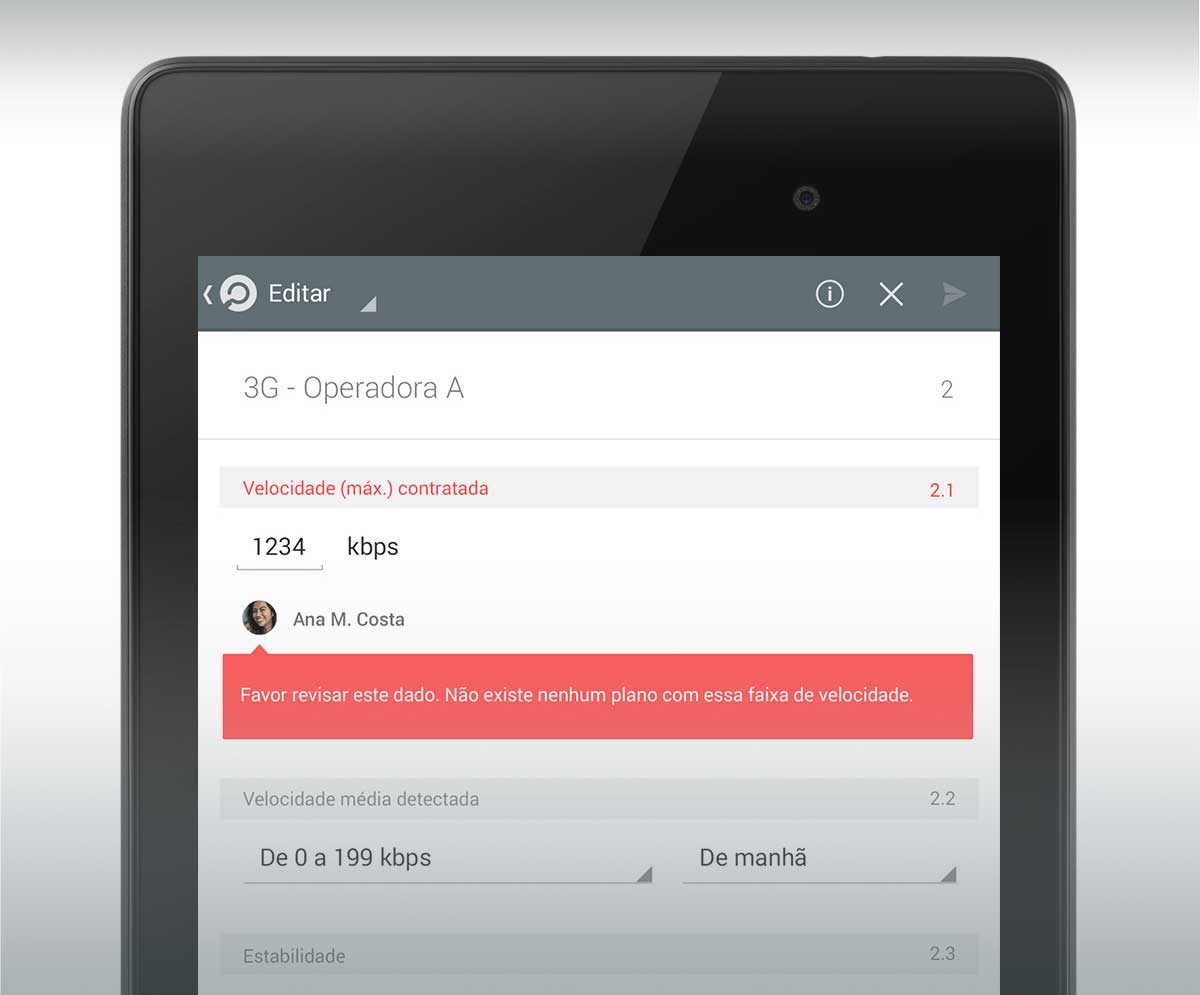 Editar
3G - Operadora A 2
Velocidade (máx.) contratada 2.1
1234 kbps
Ana M. Costa
Favor revisar este dado. Não existe nenhum plano com essa faixa de velocidade.
Velocidade média detectada 2.2
De 0 a 199 kbps De manhã
Estabilidade 2.3